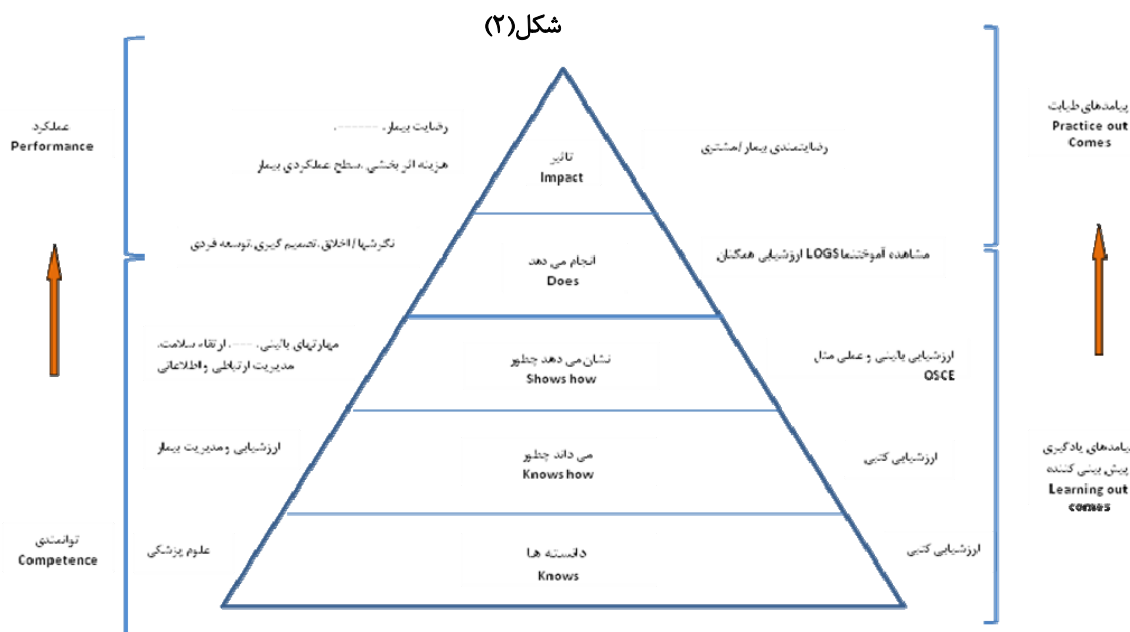 شکل(۲)
عملکرد
Performance
رضایت بیمار، -------،
هزینه اثر بخشی، سطح عملکردی بیمار
تاثیر
Impact
رضایتمندی بیمار/مشتری
پیامدهای طبابت
Practice out
Comes
نگرشها/اخلاق، تصمیم گیری، توسعه فردی
انجام می دهد
Does
مشاهده آموختنما LOGS ارزشیابی همگنان
مهارتهای بالینی، ----، ارتقاء سلامت،
مدیریت ارتباطی و اطلاعاتی
نشان می دهد چطور
Shows how
ارزشیابی بالینی و عملی مثل
OSCE
ارزشیابی و مدیریت بیمار
می داند چطور
Knows how
ارزشیابی کتبی
پیامدهای یادگیری
پیش بینی کننده
Learning out
comes
توانمندی
Competence
علوم پزشکی
دانسته ها
Knows
ارزشیابی کتبی